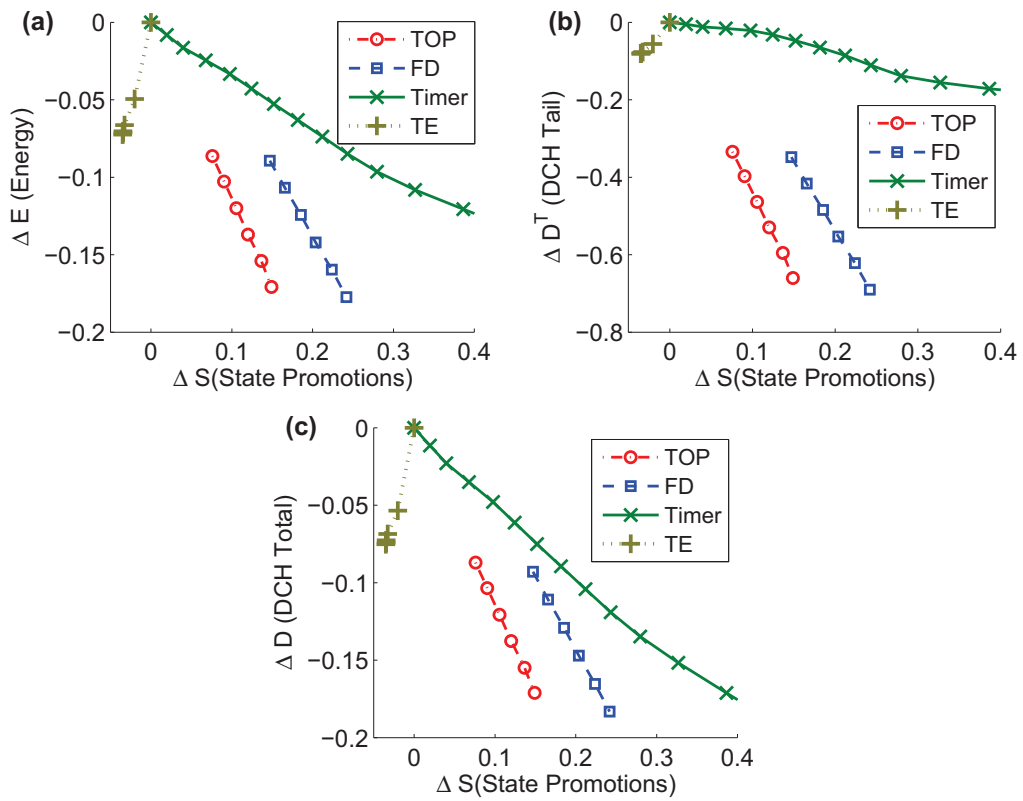 (a)
0
−0.05
−0.1
−0.15
−0.2
Δ E (Energy)
0 0.1 0.2 0.3 0.4
Δ S(State Promotions)
TOP
FD
Timer
TE
(b)
0
−0.2
−0.4
−0.6
−0.8
Δ D^T (DCH Tail)
0 0.1 0.2 0.3 0.4
Δ S(State Promotions)
TOP
FD
Timer
TE
(c)
0
−0.05
−0.1
−0.15
−0.2
Δ D (DCH Total)
0 0.1 0.2 0.3 0.4
Δ S(State Promotions)
TOP
FD
Timer
TE